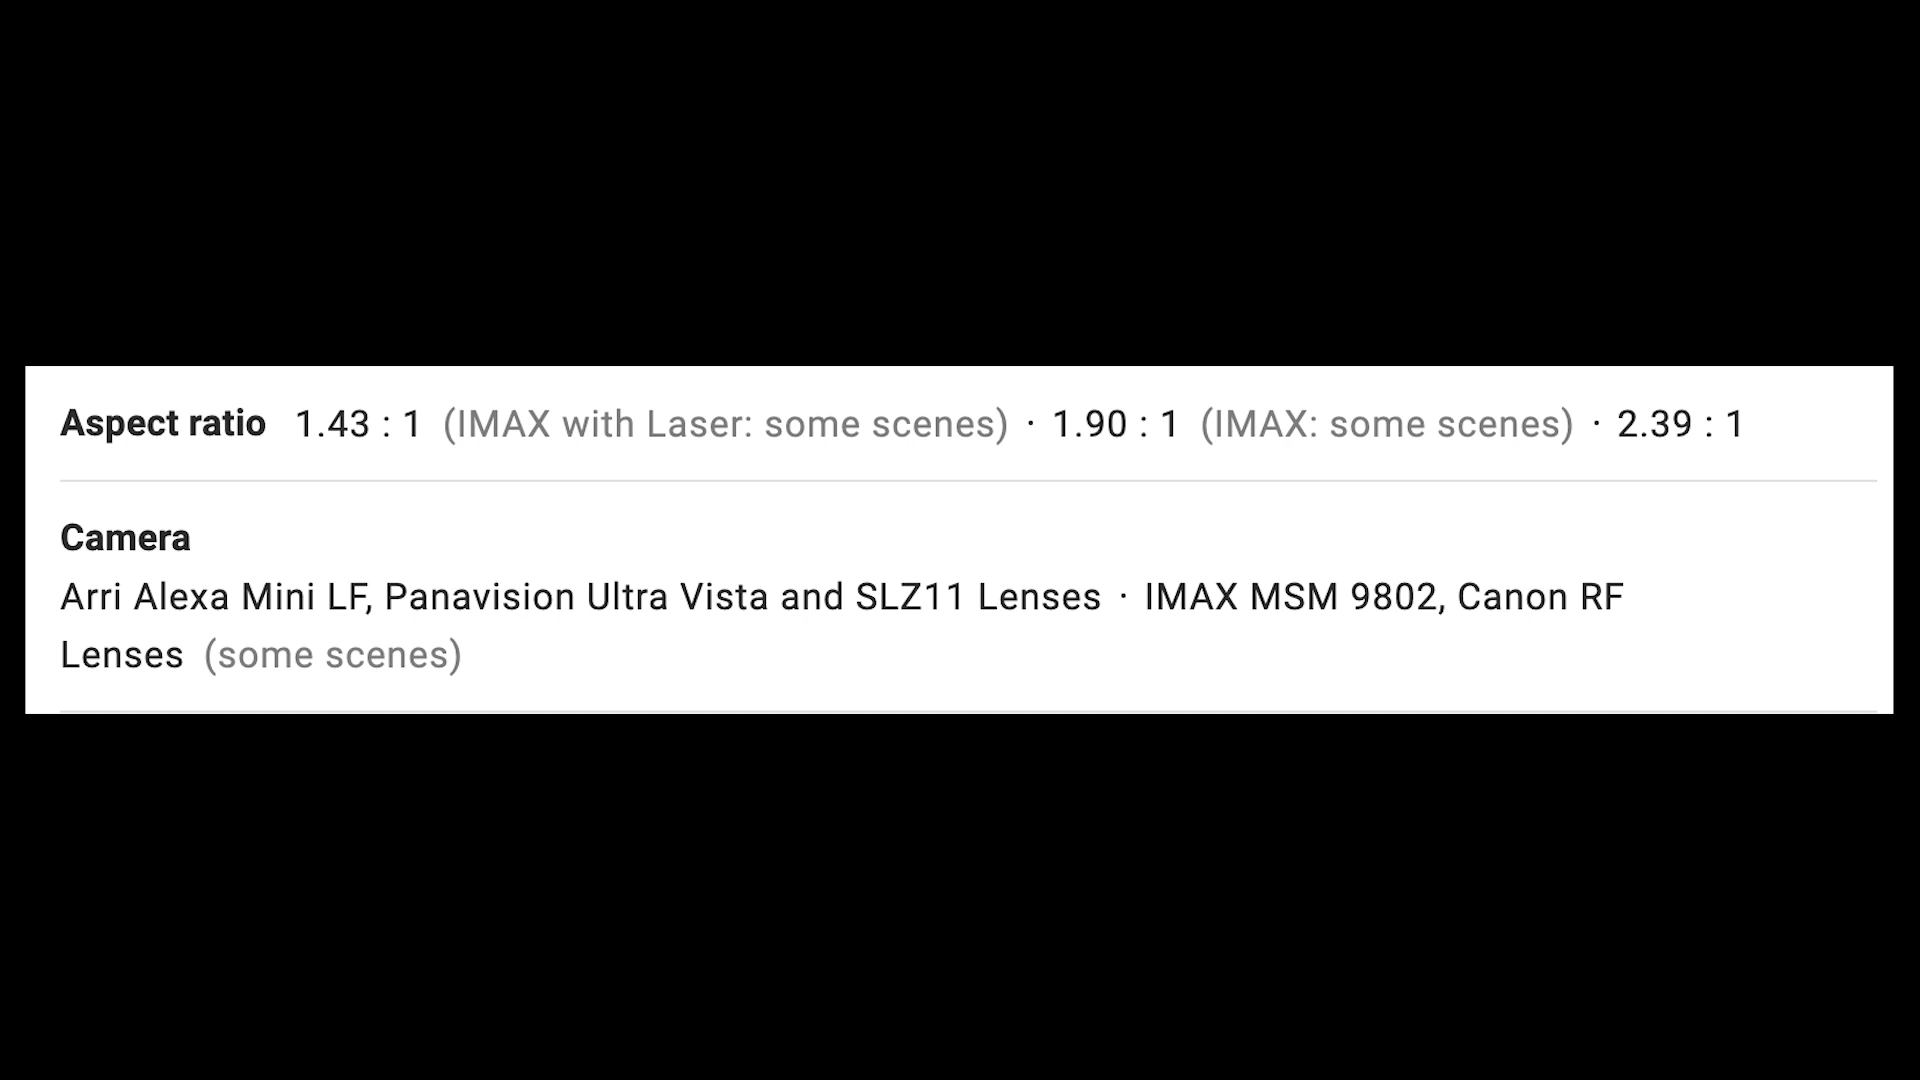 Aspect ratio 1.43 : 1 (IMAX with Laser: some scenes) · 1.90 : 1 (IMAX: some scenes) · 2.39 : 1
Camera
Arri Alexa Mini LF, Panavision Ultra Vista and SLZ11 Lenses · IMAX MSM 9802, Canon RF
Lenses (some scenes)